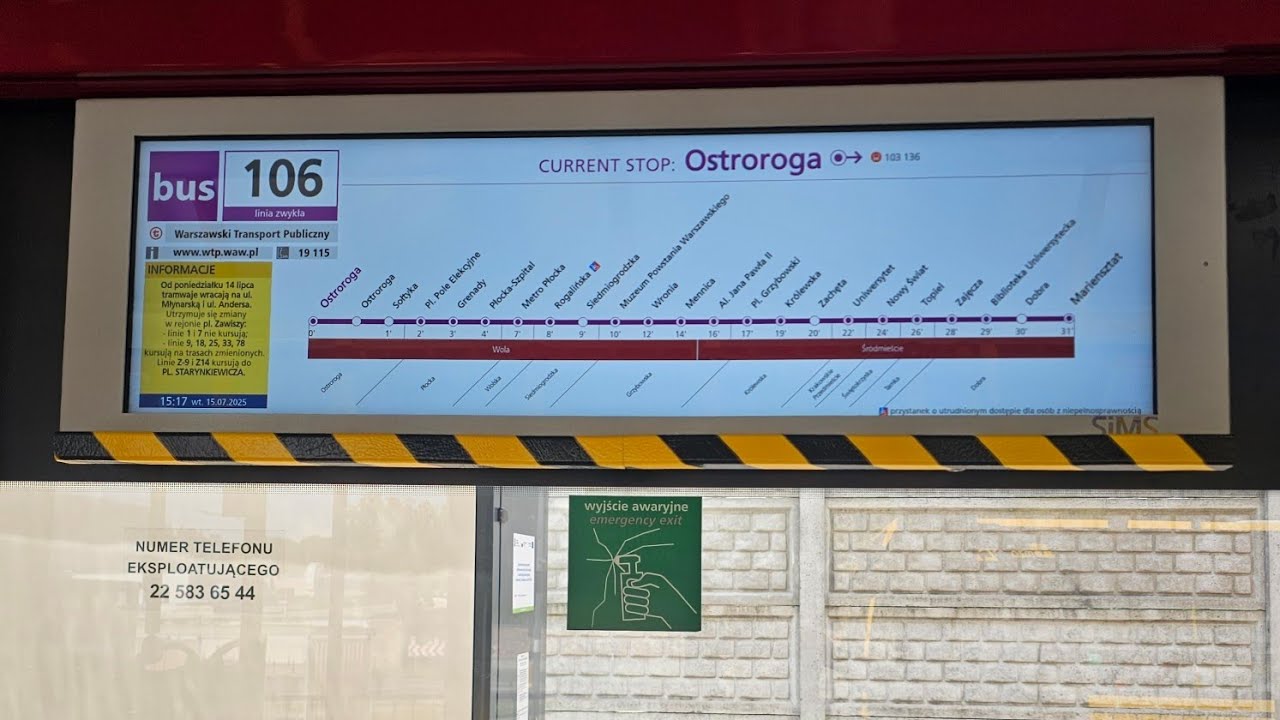 bus
106
linia zwykła
Warszawski Transport Publiczny
www.wtp.waw.pl
19 115
CURRENT STOP: Ostroroga
103 136
INFORMACJE
Od poniedziałku 14 lipca
tramwaje wracają na ul.
Młynarską i ul. Andersa.
Utrzymuje się zmiany
w rejonie pl. Zawiszy:
- linie 1 i 7 nie kursują;
- linie 9, 18, 25, 33, 78
kursują na trasach zmienionych.
Linie Z-9 i Z14 kursują do
PL. STARYNKIEWICZA.
15:17 wt. 15.07.2025
Ostroroga
Ostroroga
Sołtyka
Pl. Pole Elekcyjne
Grenady
Płocka-Szpital
Metro Płocka
Rogalińska
Siedmiogrodzka
Muzeum Powstania Warszawskiego
Wronia
Mennica
Al. Jana Pawła II
Pl. Grzybowski
Królewska
Zachęta
Uniwersytet
Nowy Świat
Topiel
Zajęcza
Biblioteka Uniwersytecka
Dobra
Mariensztat
0' 1' 2' 3' 4' 7' 8' 9' 10' 12' 14' 16' 17' 19' 20' 22' 24' 26' 28' 29' 30' 31'
Wola
Śródmieście
Ostroroga
Płocka
Wolska
Siedmiogrodzka
Grzybowska
Królewska
Krakowskie
Przedmieście
Świętokrzyska
Tamka
Dobra
przystanek o utrudnionym dostępie dla osób z niepełnosprawnością
SiMS
NUMER TELEFONU
EKSPLOATUJĄCEGO
22 583 65 44
wyjście awaryjne
emergency exit